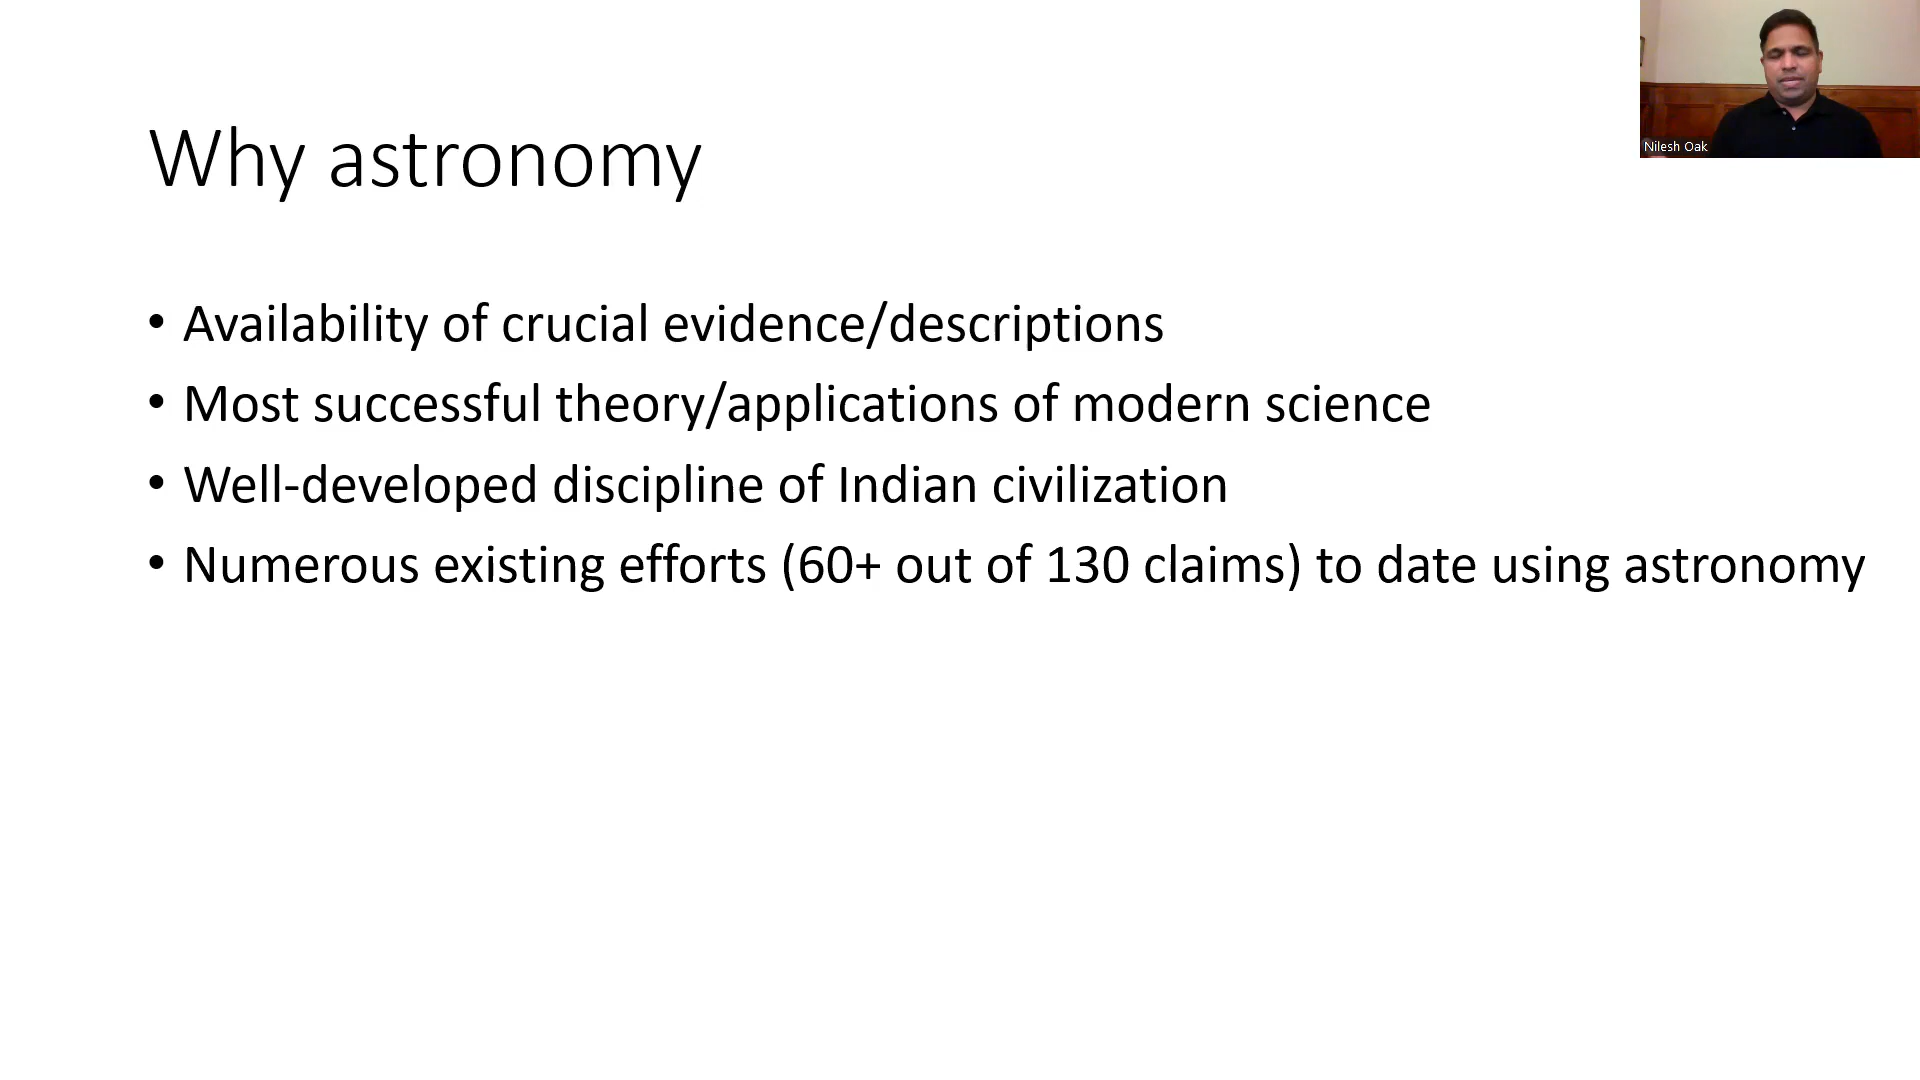 Why astronomy
• Availability of crucial evidence/descriptions
• Most successful theory/applications of modern science
• Well-developed discipline of Indian civilization
• Numerous existing efforts (60+ out of 130 claims) to date using astronomy
Nilesh Oak